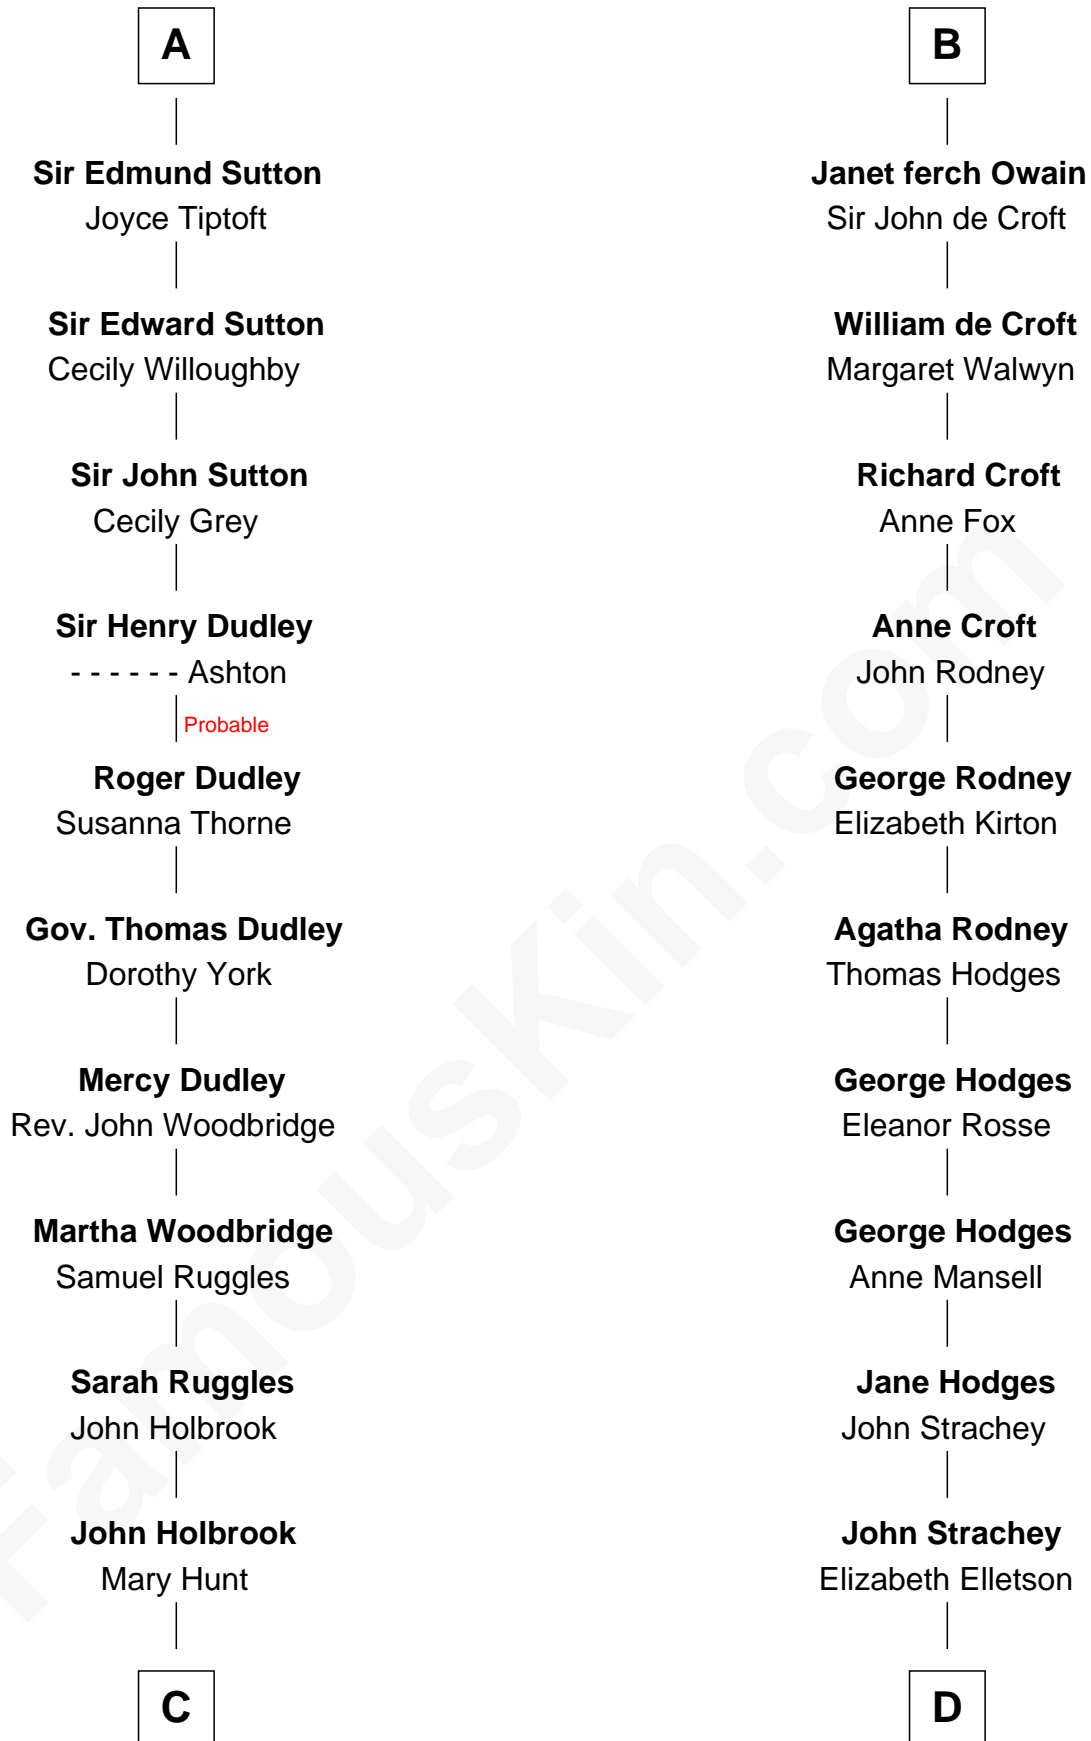 A
Sir Edmund Sutton
Joyce Tiptoft
Sir Edward Sutton
Cecily Willoughby
Sir John Sutton
Cecily Grey
Sir Henry Dudley
- - - - - - Ashton
Probable
Roger Dudley
Susanna Thorne
Gov. Thomas Dudley
Dorothy York
Mercy Dudley
Rev. John Woodbridge
Martha Woodbridge
Samuel Ruggles
Sarah Ruggles
John Holbrook
John Holbrook
Mary Hunt
C
B
Janet ferch Owain
Sir John de Croft
William de Croft
Margaret Walwyn
Richard Croft
Anne Fox
Anne Croft
John Rodney
George Rodney
Elizabeth Kirton
Agatha Rodney
Thomas Hodges
George Hodges
Eleanor Rosse
George Hodges
Anne Mansell
Jane Hodges
John Strachey
John Strachey
Elizabeth Elletson
D
FamousKin.com